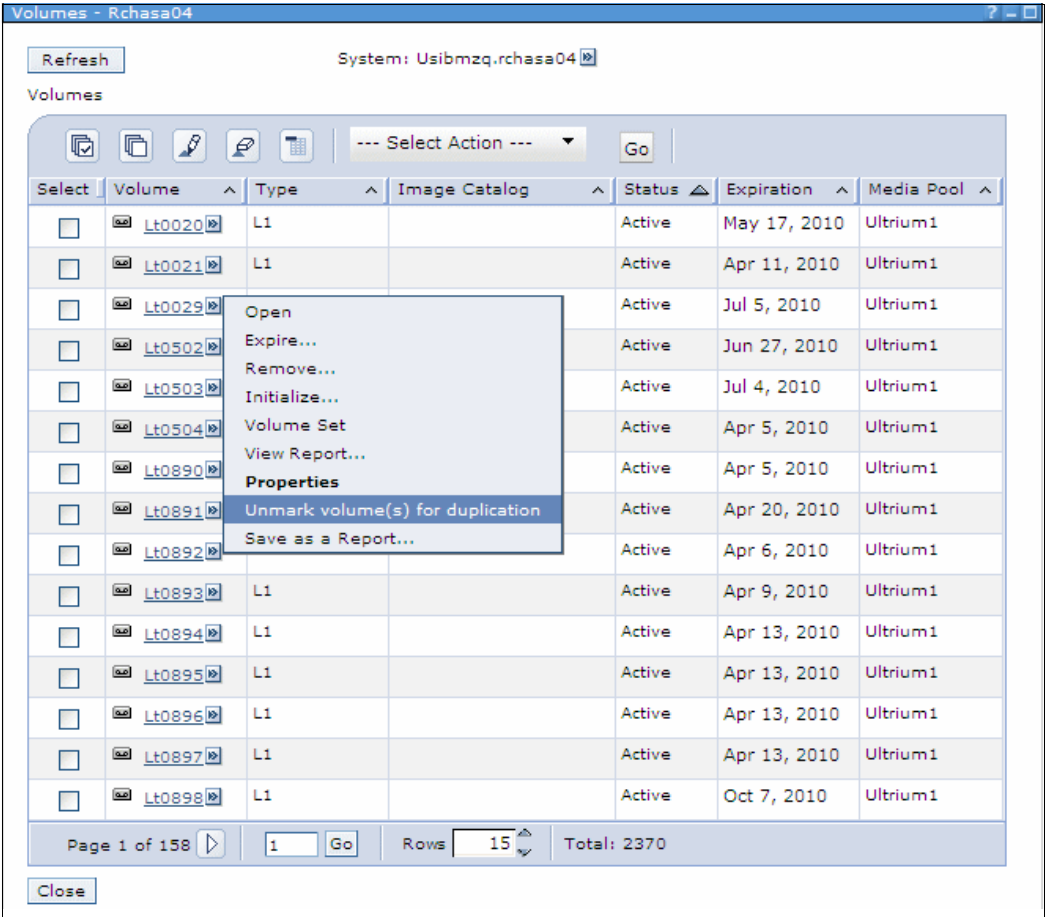 Volumes - Rchasa04
Refresh
System: Usibmzq.rchasa04
Volumes
--- Select Action --- Go
Select Volume Type Image Catalog Status Expiration Media Pool
Lt0020 L1 Active May 17, 2010 Ultrium1
Lt0021 L1 Active Apr 11, 2010 Ultrium1
Lt0029 Active Jul 5, 2010 Ultrium1
Lt0502 Active Jun 27, 2010 Ultrium1
Lt0503 Active Jul 4, 2010 Ultrium1
Lt0504 Active Apr 5, 2010 Ultrium1
Lt0890 Active Apr 5, 2010 Ultrium1
Lt0891 Active Apr 20, 2010 Ultrium1
Lt0892 Active Apr 6, 2010 Ultrium1
Open
Expire...
Remove...
Initialize...
Volume Set
View Report...
Properties
Unmark volume(s) for duplication
Save as a Report...
Lt0893 L1 Active Apr 9, 2010 Ultrium1
Lt0894 L1 Active Apr 13, 2010 Ultrium1
Lt0895 L1 Active Apr 13, 2010 Ultrium1
Lt0896 L1 Active Apr 13, 2010 Ultrium1
Lt0897 L1 Active Apr 13, 2010 Ultrium1
Lt0898 L1 Active Oct 7, 2010 Ultrium1
Page 1 of 158 1 Go Rows 15 Total: 2370
Close